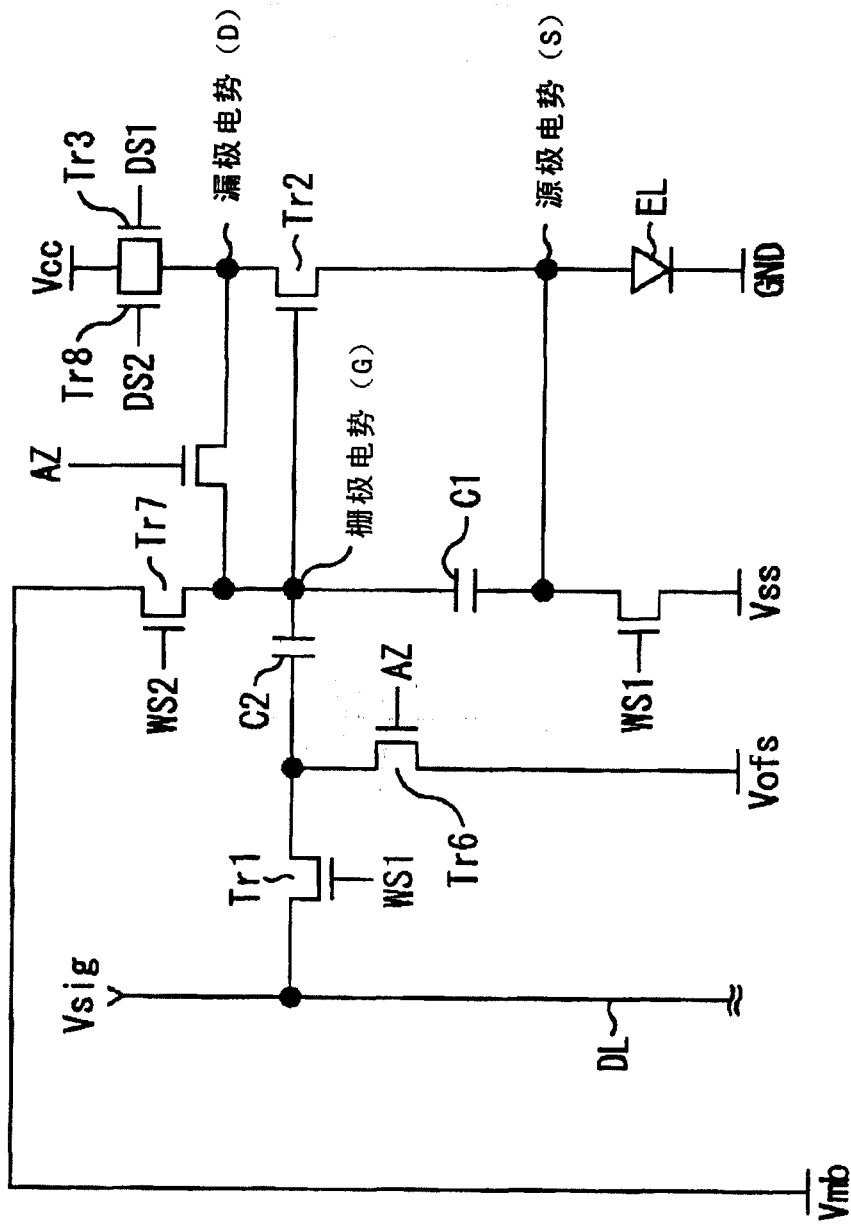 Vcc
Tr3
DS1
Tr8
DS2
漏极电势 (D)
Tr2
AZ
Tr7
WS2
栅极电势 (G)
源极电势 (S)
C1
C2
EL
GND
AZ
WS1
Vss
Tr1
WS1
Tr6
Vofs
Vsig
DL
Vmb